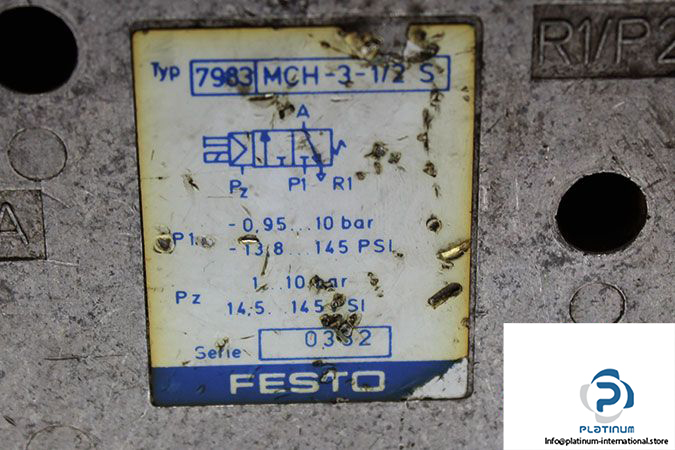 R1/P2
Typ 7983 MCH-3-1/2 S
A
Pz P1 R1
A
P1 -0,95...10 bar
-13,8...145 PSI
Pz 1...10 bar
14,5...145 PSI
Serie 0382
FESTO
PLATINUM
Info@platinum-international.store